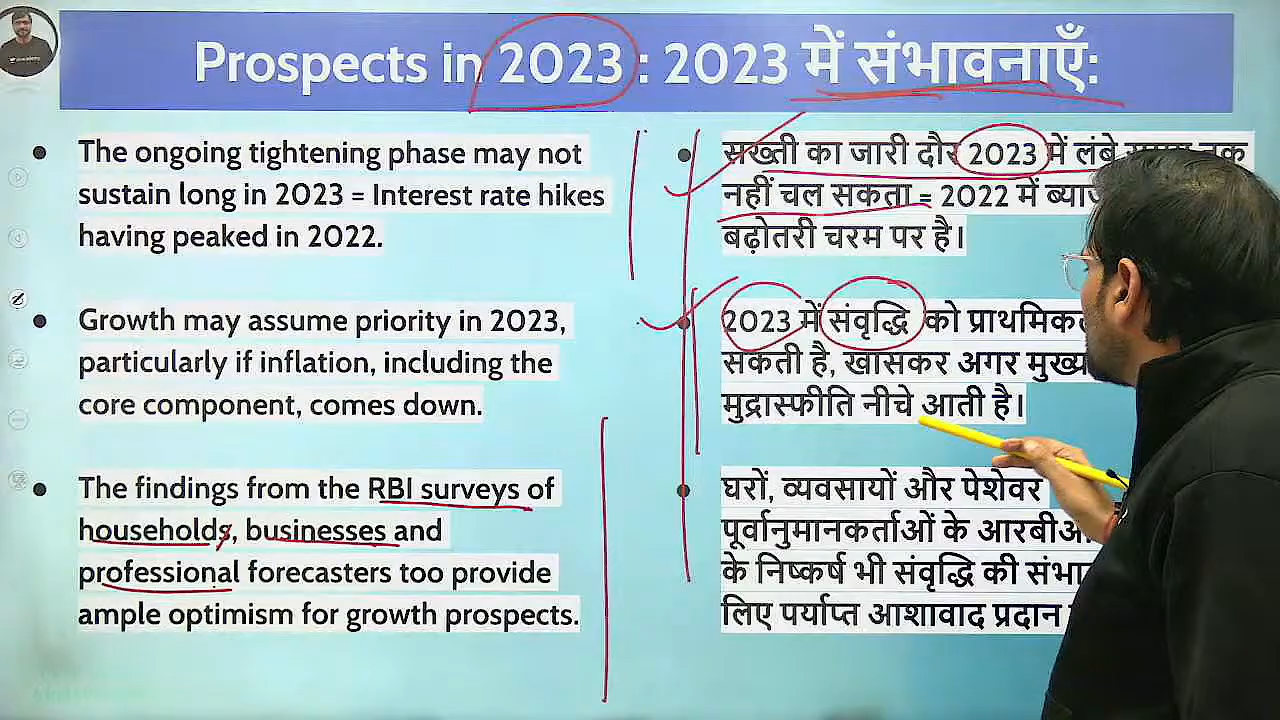 Prospects in 2023 : 2023 में संभावनाएँ:
The ongoing tightening phase may not
sustain long in 2023 = Interest rate hikes
having peaked in 2022.
Growth may assume priority in 2023,
particularly if inflation, including the
core component, comes down.
The findings from the RBI surveys of
households, businesses and
professional forecasters too provide
ample optimism for growth prospects.
सख्ती का जारी दौर 2023 में लंबे
नहीं चल सकता = 2022 में
बढ़ोतरी चरम पर है।
2023 में संवृद्धि को
सकती है, खासकर अगर मुख्य
मुद्रास्फीति नीचे आती है।
घरों, व्यवसायों और पेशेवर
पूर्वानुमानकर्ताओं के
के निष्कर्ष भी संवृद्धि की
लिए पर्याप्त आशावाद प्रदान